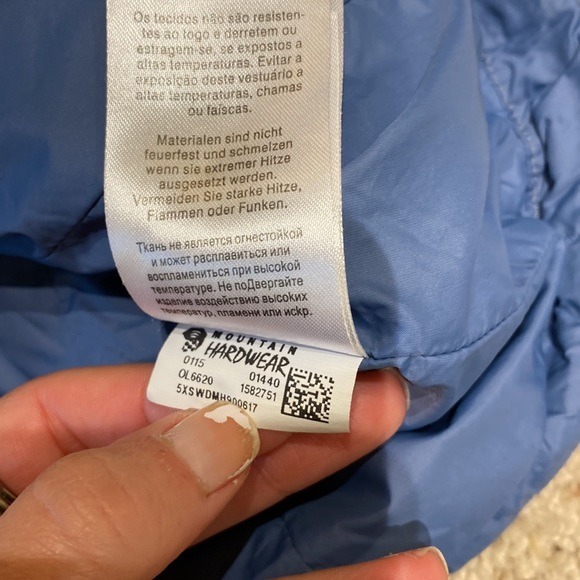 Os tecidos não são resisten-
tes ao fogo e derretem ou
estragam-se, se expostos a
altas temperaturas. Evitar a
exposição deste vestuário a
altas temperaturas, chamas
ou faíscas.
Materialen sind nicht
feuerfest und schmelzen
wenn sie extremer Hitze
ausgesetzt werden.
Vermeiden Sie starke Hitze,
Flammen oder Funken.
Ткань не является огнестойкой
и может расплавиться или
воспламениться при высокой
температуре. Не поДвергайте
изделие воздействию высоких
температур, пламени или искр.
MOUNTAIN
HARDWEAR
0115 01440
OL6620 1582751
5XSWDMH900617